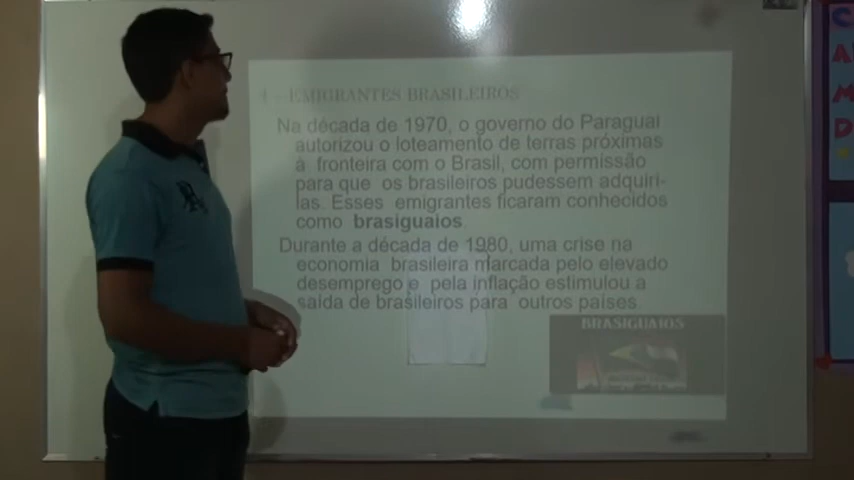 4 - EMIGRANTES BRASILEIROS
Na década de 1970, o governo do Paraguai
autorizou o loteamento de terras próximas
à fronteira com o Brasil, com permissão
para que os brasileiros pudessem adquiri-
las. Esses emigrantes ficaram conhecidos
como brasiguaios.
Durante a década de 1980, uma crise na
economia brasileira marcada pelo elevado
desemprego e pela inflação estimulou a
saída de brasileiros para outros países.
BRASIGUAIOS